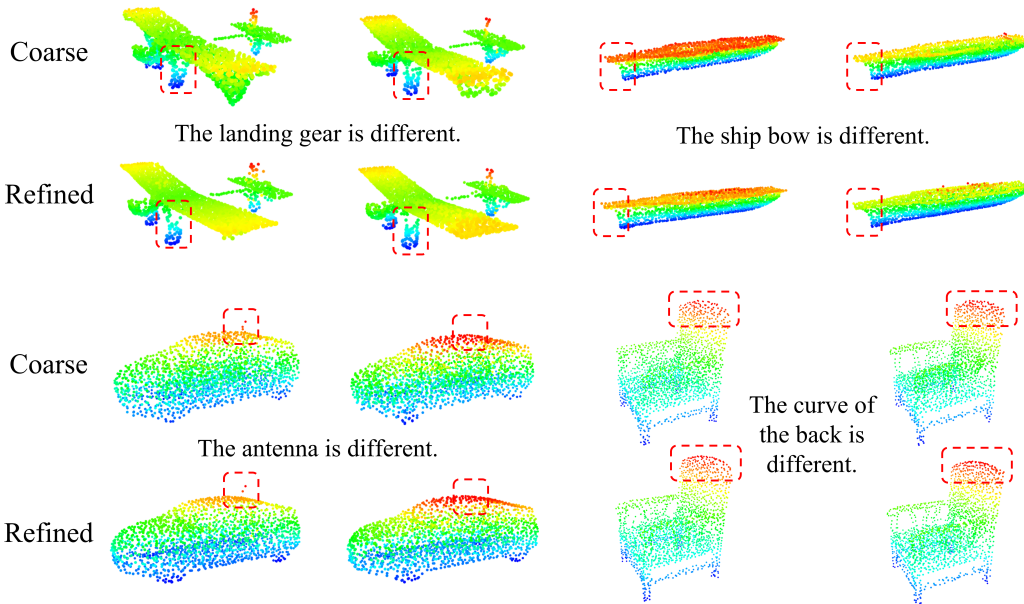 Coarse
The landing gear is different.
The ship bow is different.
Refined
Coarse
The curve of
the back is
different.
The antenna is different.
Refined